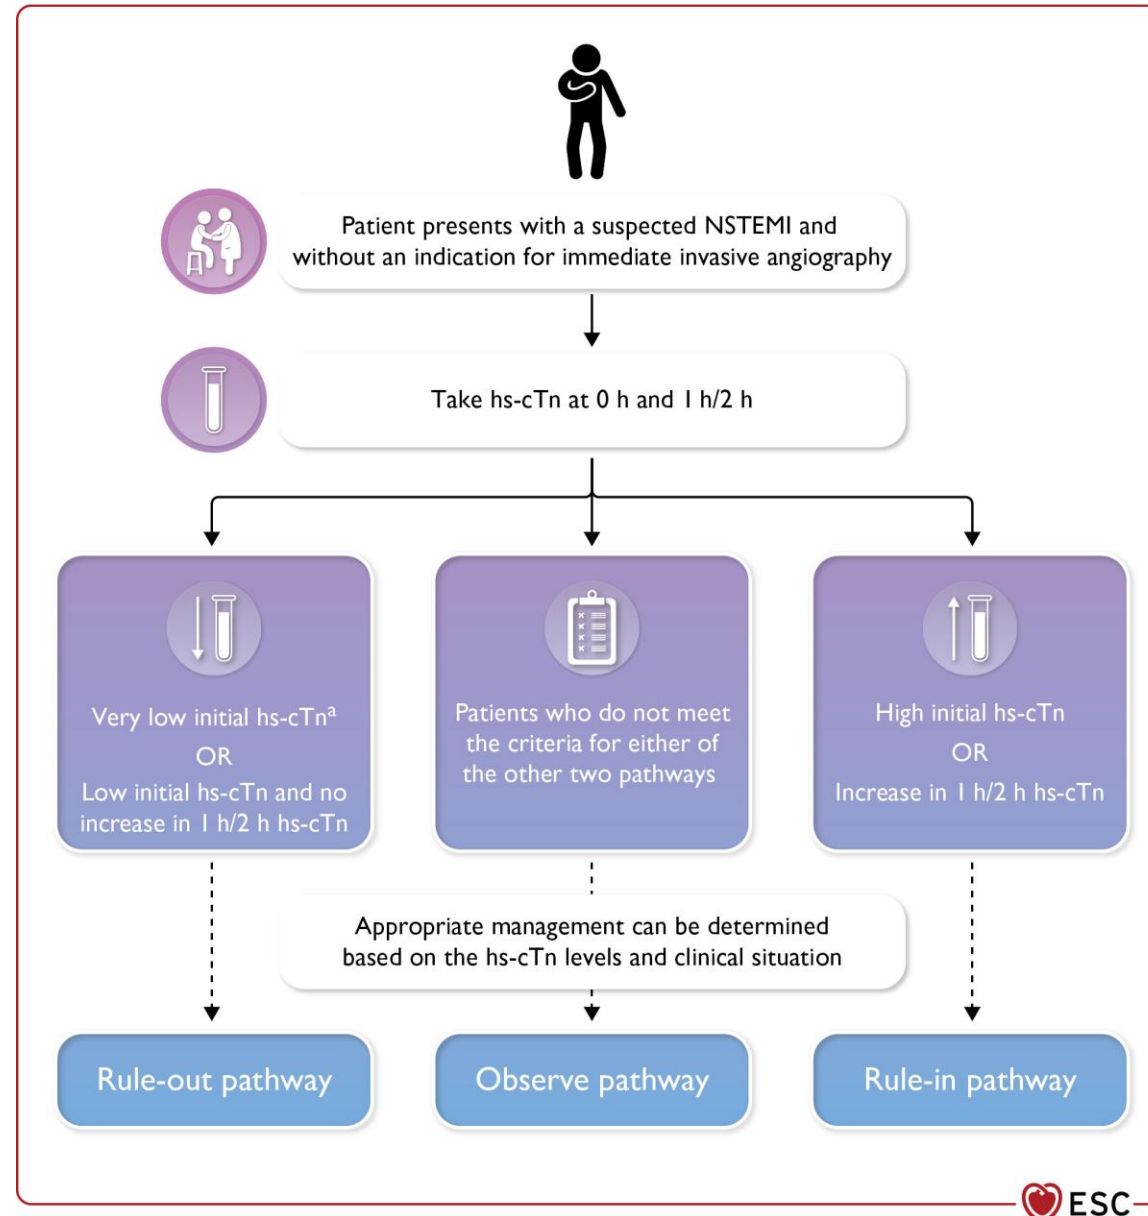 Patient presents with a suspected NSTEMI and
without an indication for immediate invasive angiography
Take hs-cTn at 0 h and 1 h/2 h
Very low initial hs-cTnᵃ
OR
Low initial hs-cTn and no
increase in 1 h/2 h hs-cTn
Patients who do not meet
the criteria for either of
the other two pathways
High initial hs-cTn
OR
Increase in 1 h/2 h hs-cTn
Appropriate management can be determined
based on the hs-cTn levels and clinical situation
Rule-out pathway
Observe pathway
Rule-in pathway
ESC